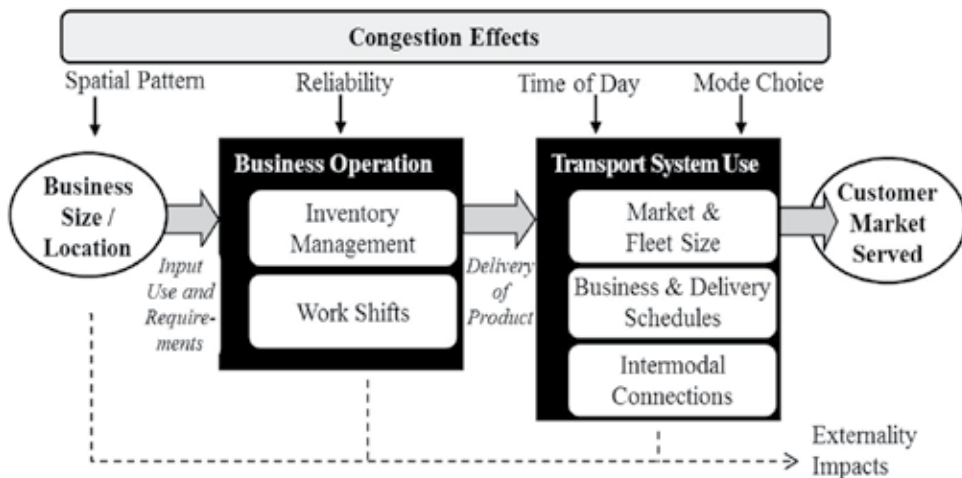 Congestion Effects
Spatial Pattern
Reliability
Time of Day
Mode Choice
Business
Size /
Location
Input
Use and
Require-
ments
Business Operation
Inventory
Management
Work Shifts
Delivery
of
Product
Transport System Use
Market &
Fleet Size
Business & Delivery
Schedules
Intermodal
Connections
Customer
Market
Served
Externality
Impacts